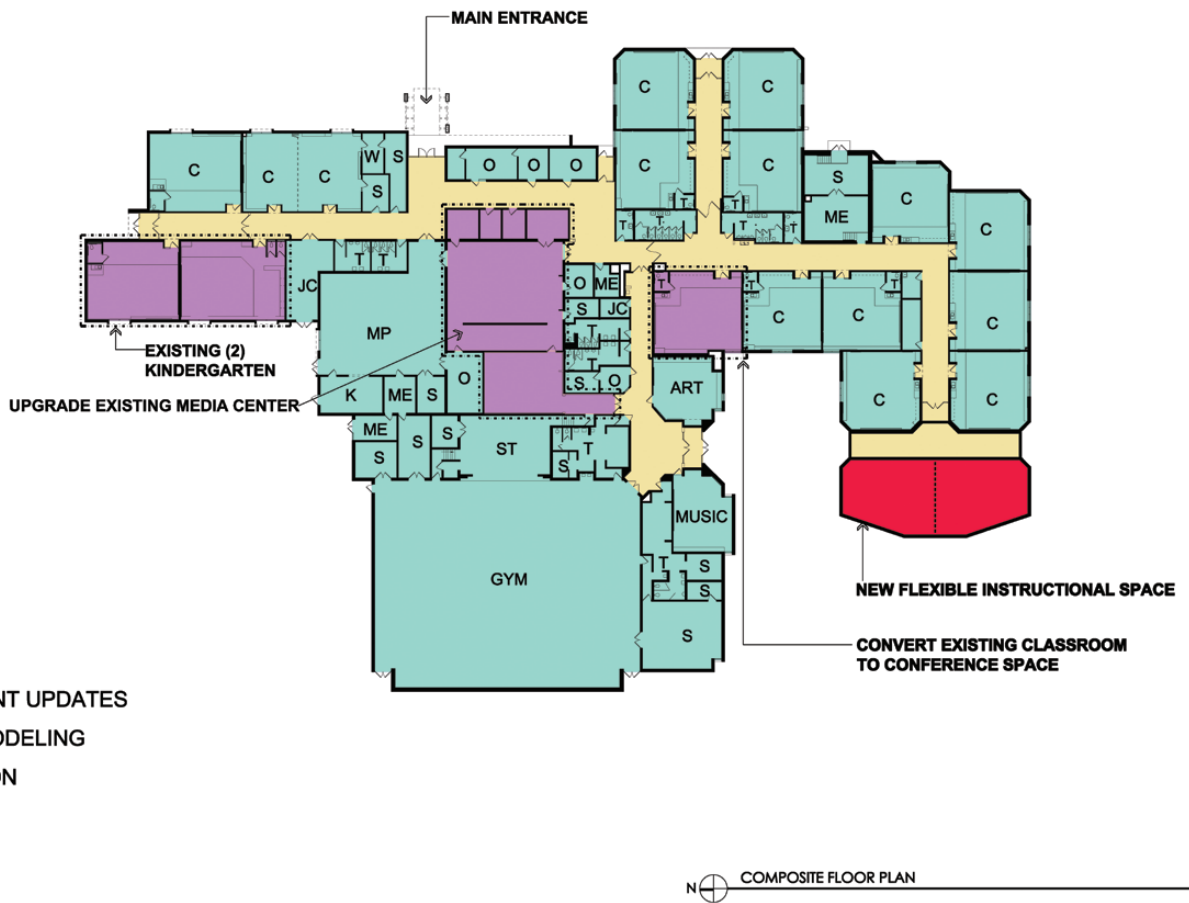 MAIN ENTRANCE
C
C
C
C
C
C
C
W
S
S
O
O
O
C
C
T
T
S
ME
C
C
T
T
T
T
T
T
JC
MP
O
ME
S
JC
T
T
S
O
T
C
T
C
T
C
EXISTING (2)
KINDERGARTEN
UPGRADE EXISTING MEDIA CENTER
K
ME
S
O
ART
C
C
ME
S
S
S
ST
T
S
MUSIC
GYM
T
S
S
S
NEW FLEXIBLE INSTRUCTIONAL SPACE
CONVERT EXISTING CLASSROOM
TO CONFERENCE SPACE
NT UPDATES
ODELING
ON
N
COMPOSITE FLOOR PLAN